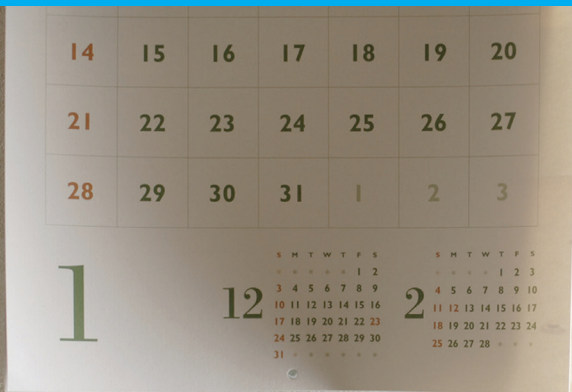 14 15 16 17 18 19 20
21 22 23 24 25 26 27
28 29 30 31 1 2 3
1
12
S M T W T F S
1 2
3 4 5 6 7 8 9
10 11 12 13 14 15 16
17 18 19 20 21 22 23
24 25 26 27 28 29 30
31
2
S M T W T F S
1 2 3
4 5 6 7 8 9 10
11 12 13 14 15 16 17
18 19 20 21 22 23 24
25 26 27 28